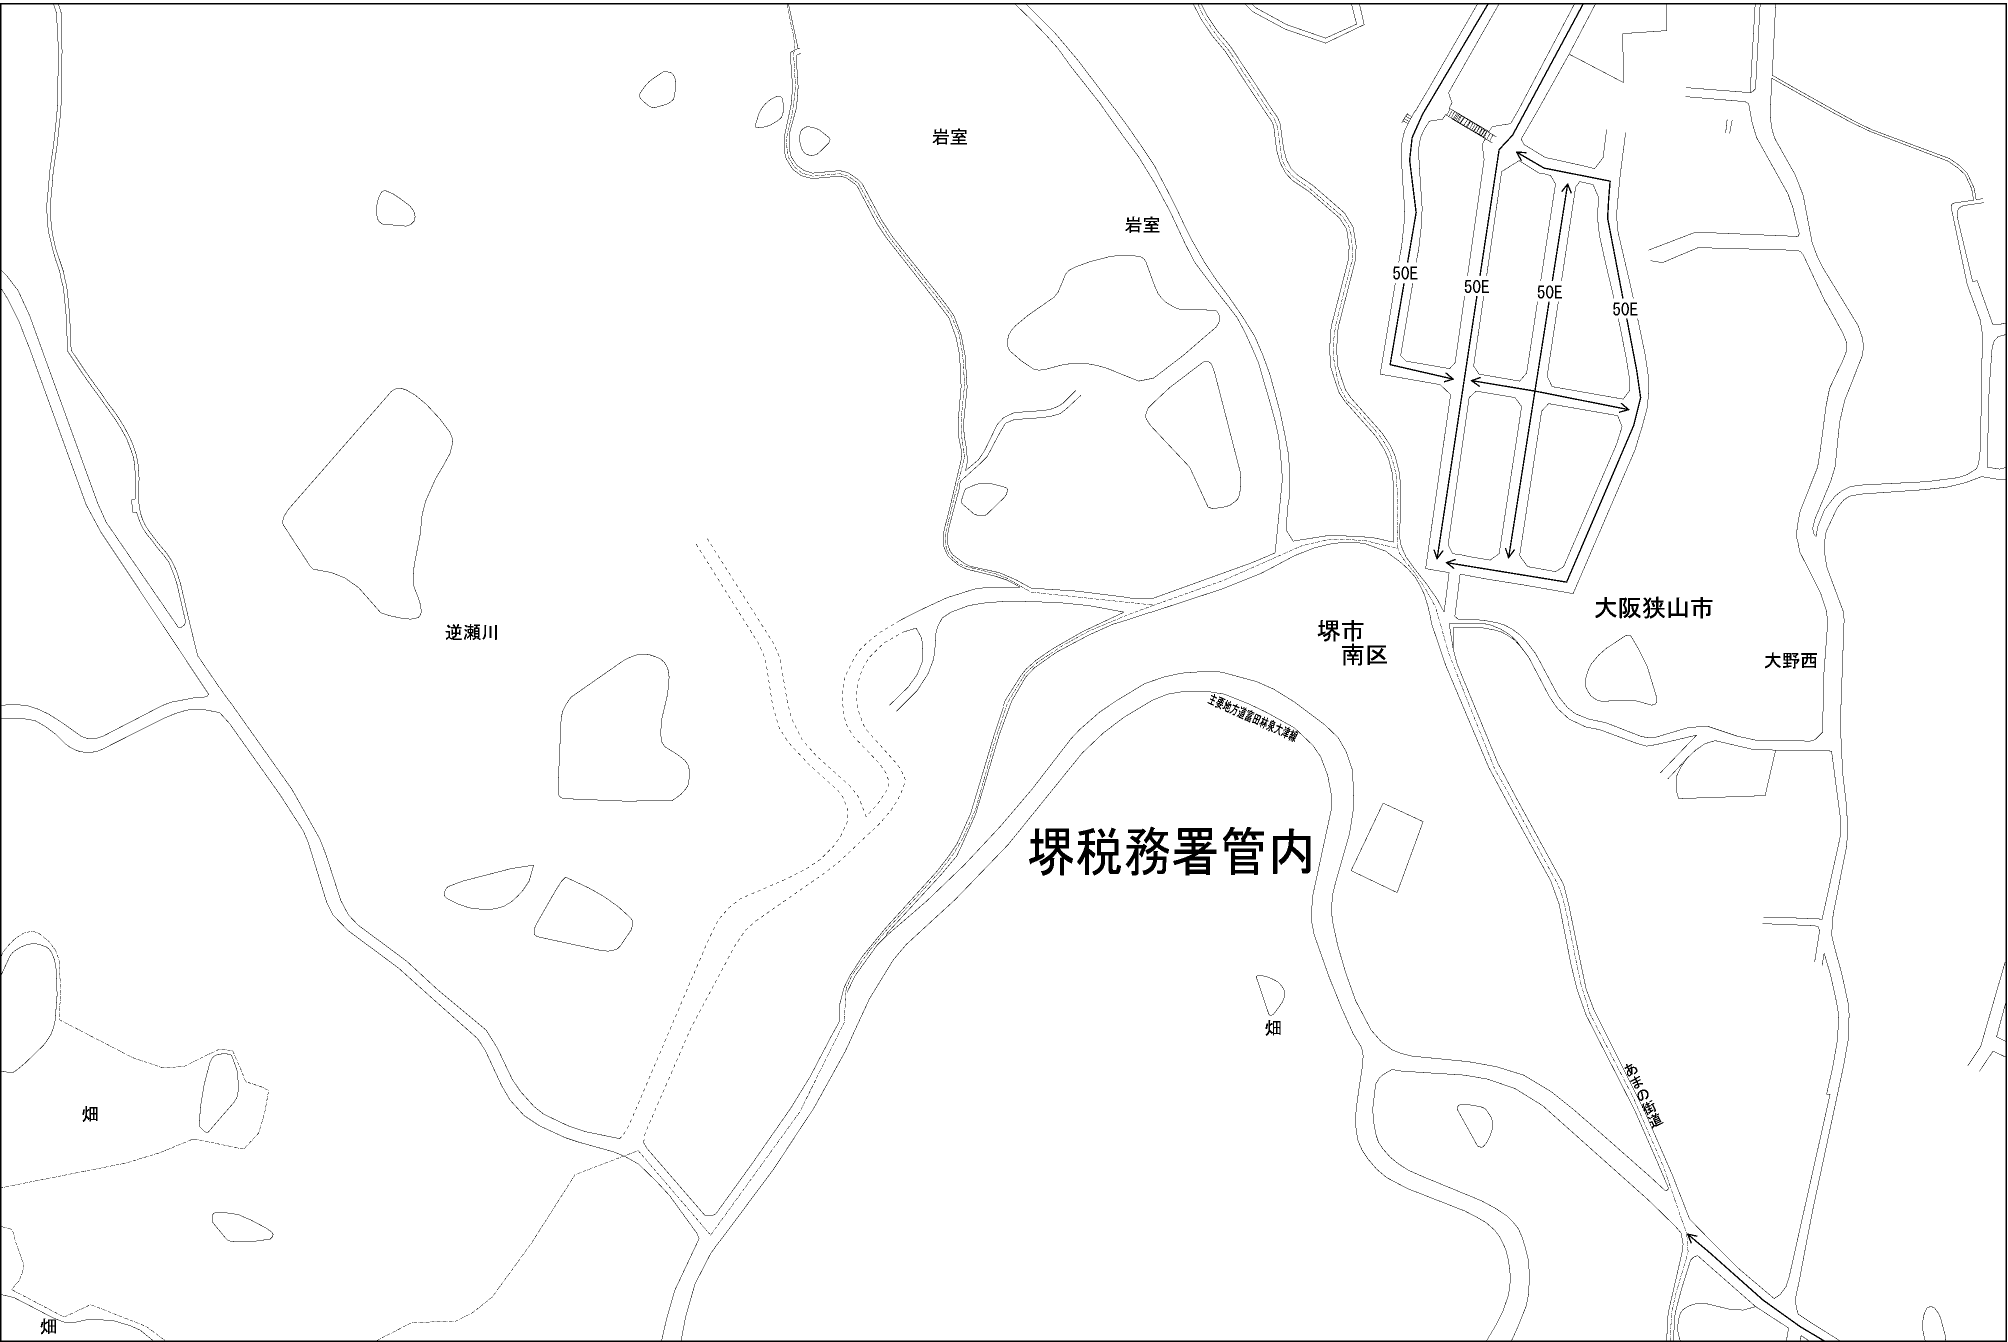 岩室
岩室
50E
50E
50E
50E
大阪狭山市
逆瀬川
堺市
南区
大野西
主要地方道富田林泉大津線
堺税務署管内
畑
あまの街道
畑
畑